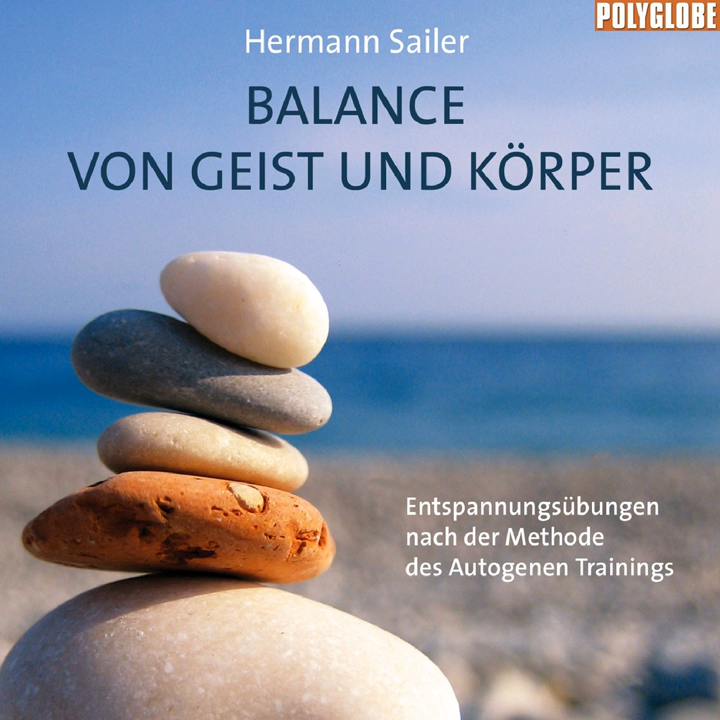 POLYGLOBE
Hermann Sailer
BALANCE
VON GEIST UND KÖRPER
Entspannungsübungen
nach der Methode
des Autogenen Trainings